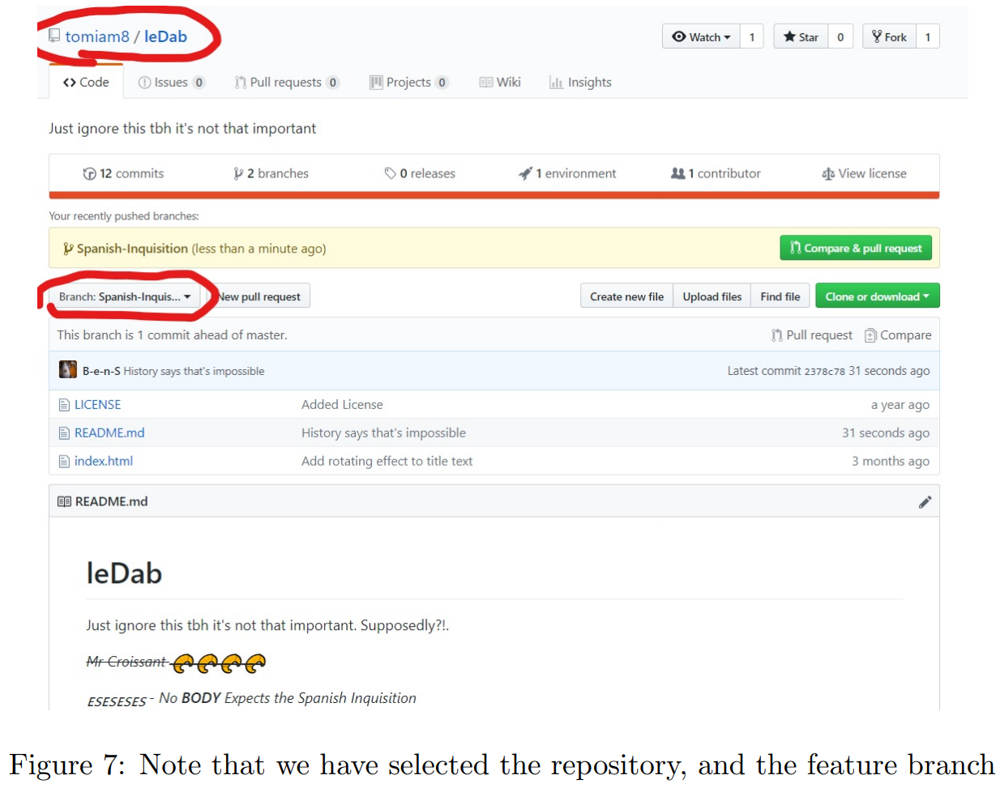 tomiam8 / leDab
Watch 1 Star 0 Fork 1
Code Issues 0 Pull requests 0 Projects 0 Wiki Insights
Just ignore this tbh it's not that important
12 commits 2 branches 0 releases 1 environment 1 contributor View license
Your recently pushed branches:
Spanish-Inquisition (less than a minute ago) Compare & pull request
Branch: Spanish-Inquis... New pull request Create new file Upload files Find file Clone or download
This branch is 1 commit ahead of master. Pull request Compare
B-e-n-S History says that's impossible Latest commit 2378c78 31 seconds ago
LICENSE Added License a year ago
README.md History says that's impossible 31 seconds ago
index.html Add rotating effect to title text 3 months ago
README.md
leDab
Just ignore this tbh it's not that important. Supposedly?!.
Mr Croissant
ESESESES - No BODY Expects the Spanish Inquisition
Figure 7: Note that we have selected the repository, and the feature branch